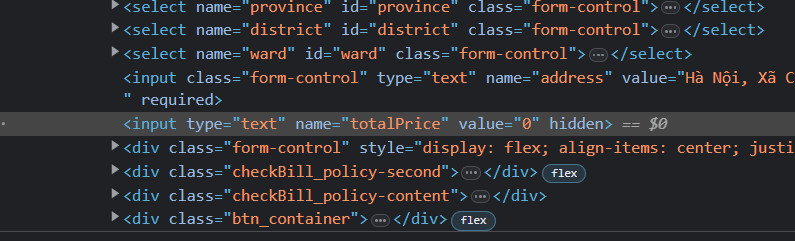 <select name="province" id="province" class="form-control">…</select>
<select name="district" id="district" class="form-control">…</select>
<select name="ward" id="ward" class="form-control">…</select>
<input class="form-control" type="text" name="address" value="Hà Nội, Xã C
" required>
<input type="text" name="totalPrice" value="0" hidden> == $0
<div class="form-control" style="display: flex; align-items: center; justi
<div class="checkBill_policy-second">…</div> flex
<div class="checkBill_policy-content">…</div>
<div class="btn_container">…</div> flex